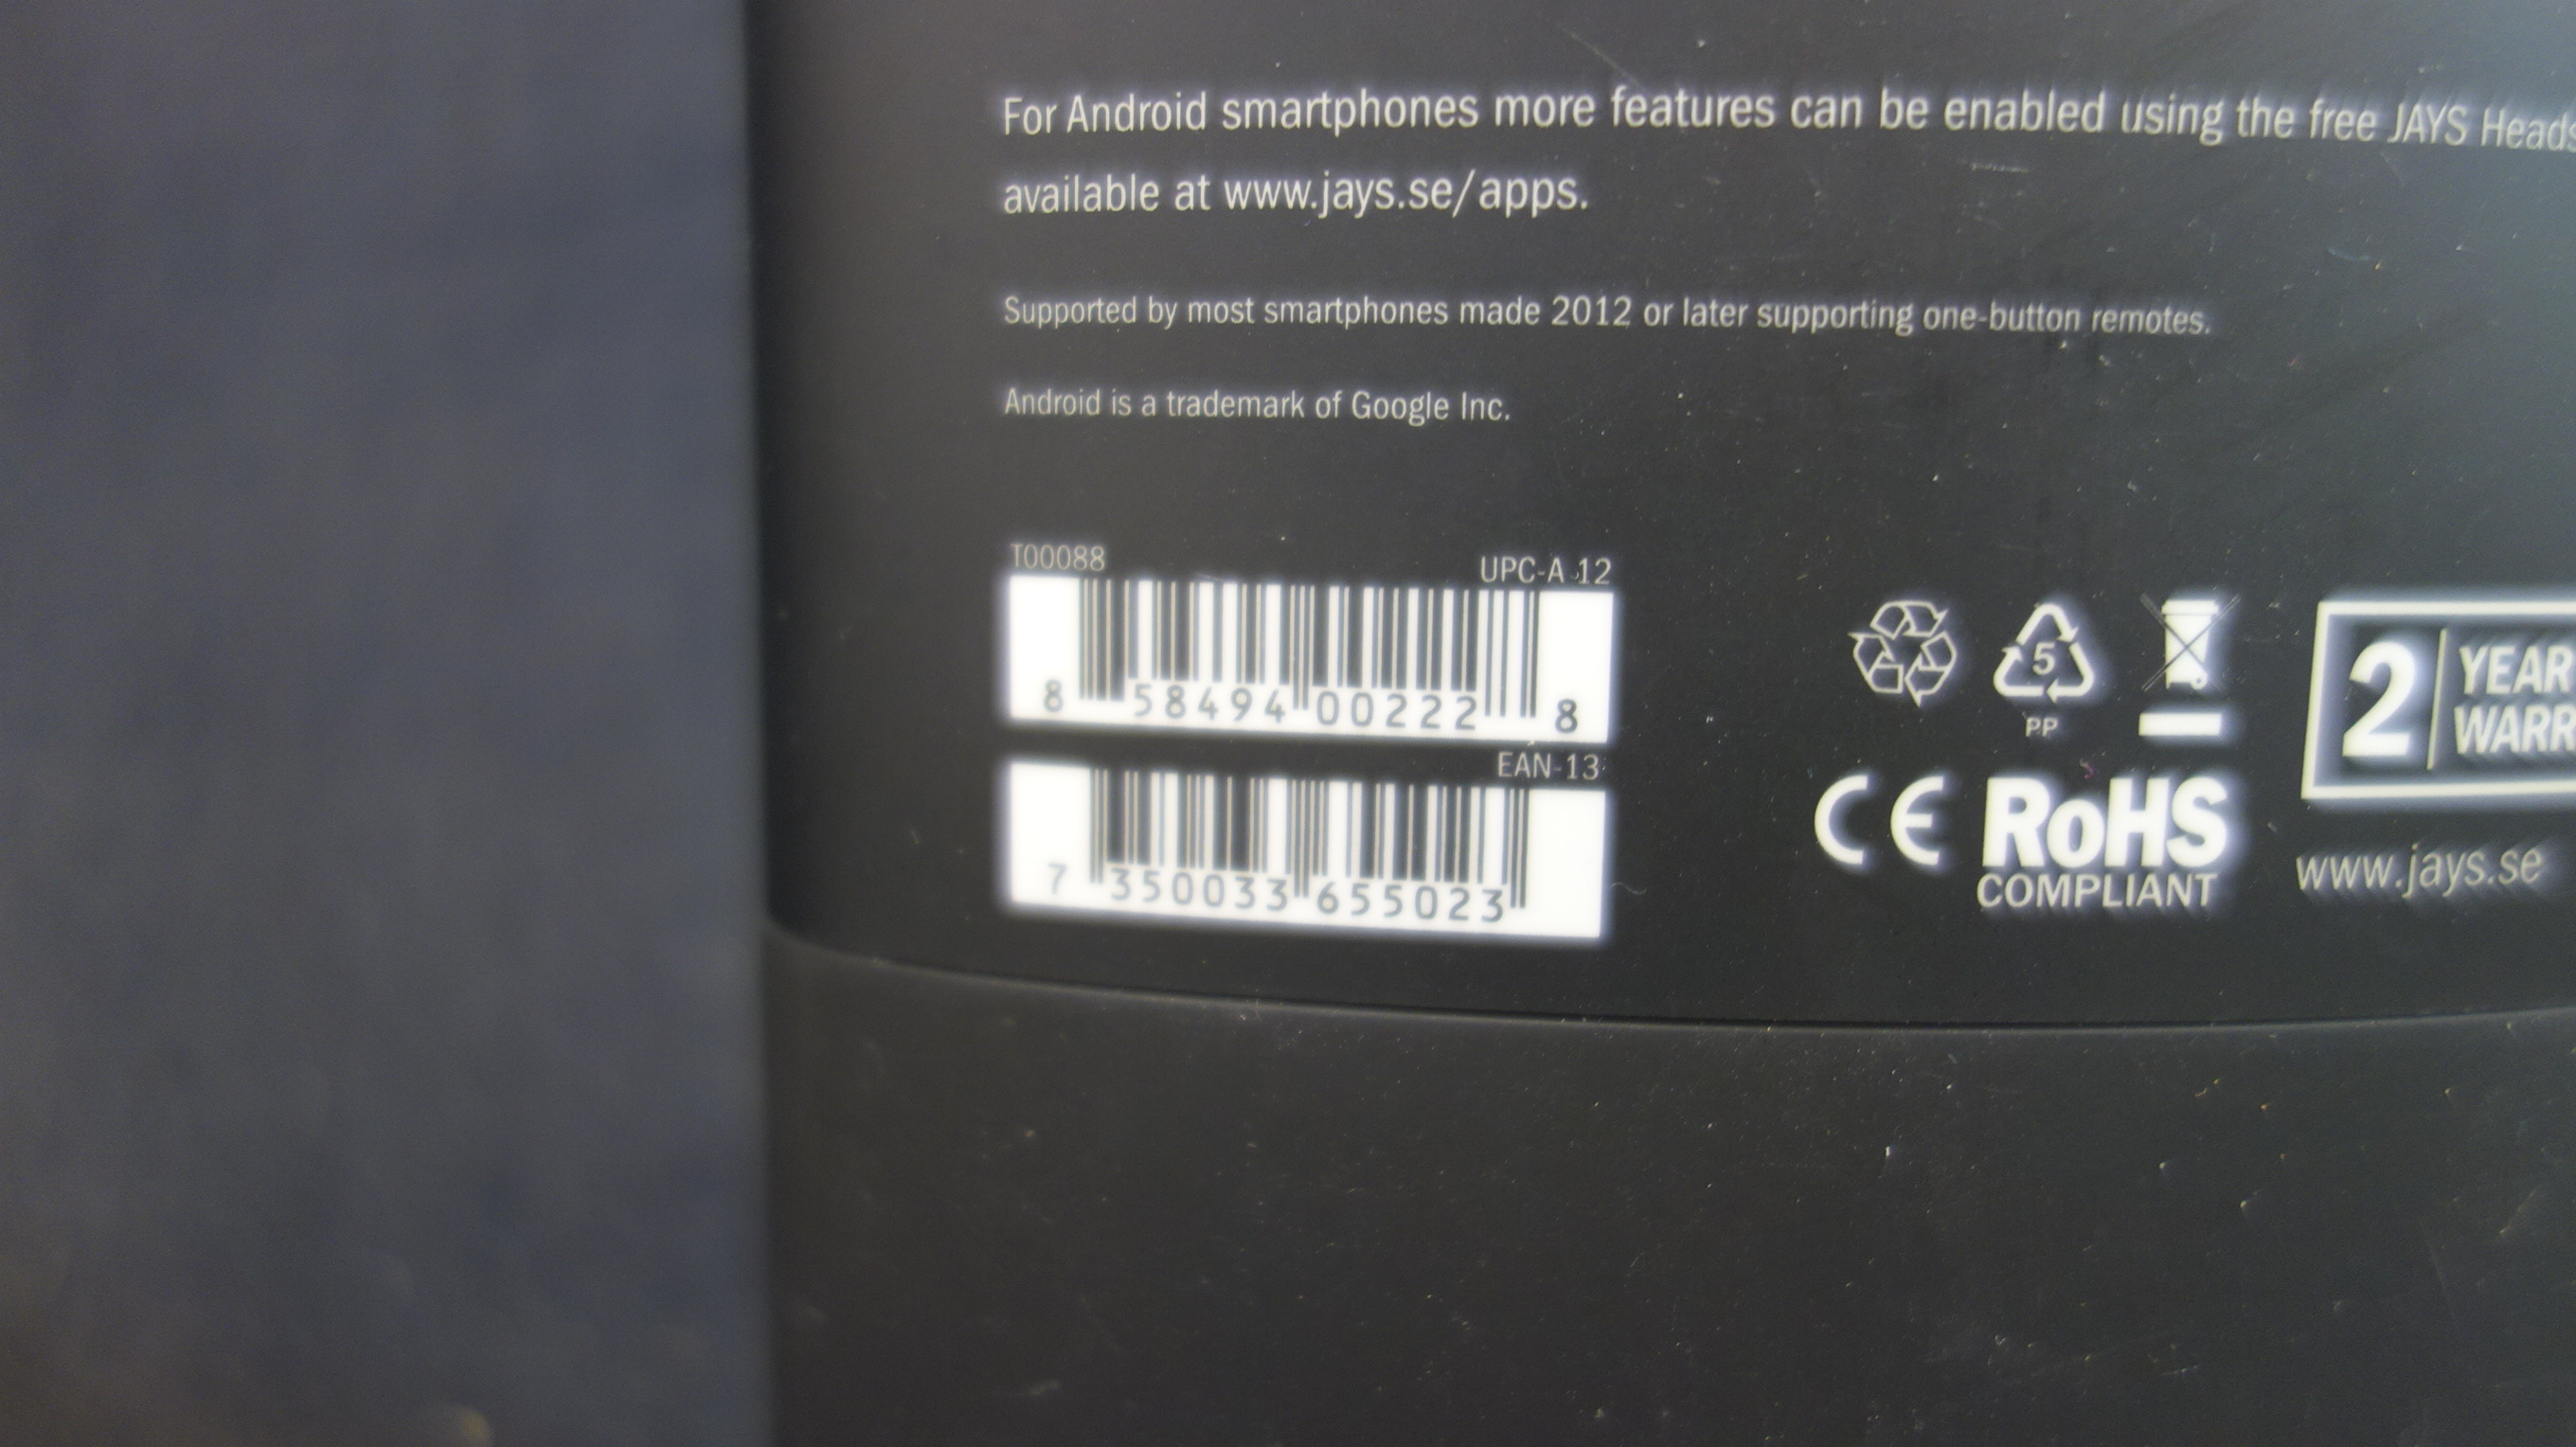 For Android smartphones more features can be enabled using the free JAYS
available at www.jays.se/apps.
Supported by most smartphones made 2012 or later supporting one-button remotes.
Android is a trademark of Google Inc.
T00088
UPC-A 12
8 58494 00222 8
EAN-13
7 350033 655023
5
PP
CE RoHS
COMPLIANT
2 YEAR
www.jays.se